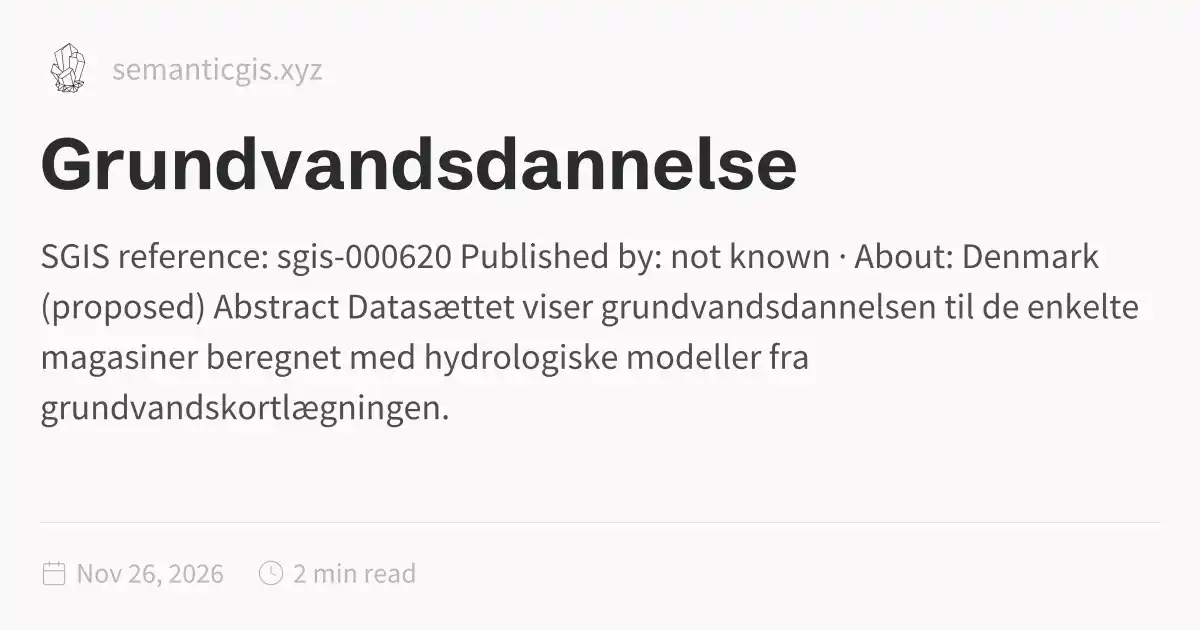 semanticgis.xyz
Grundvandsdannelse
SGIS reference: sgis-000620 Published by: not known · About: Denmark
(proposed) Abstract Datasættet viser grundvandsdannelsen til de enkelte
magasiner beregnet med hydrologiske modeller fra
grundvandskortlægningen.
Nov 26, 2026 2 min read